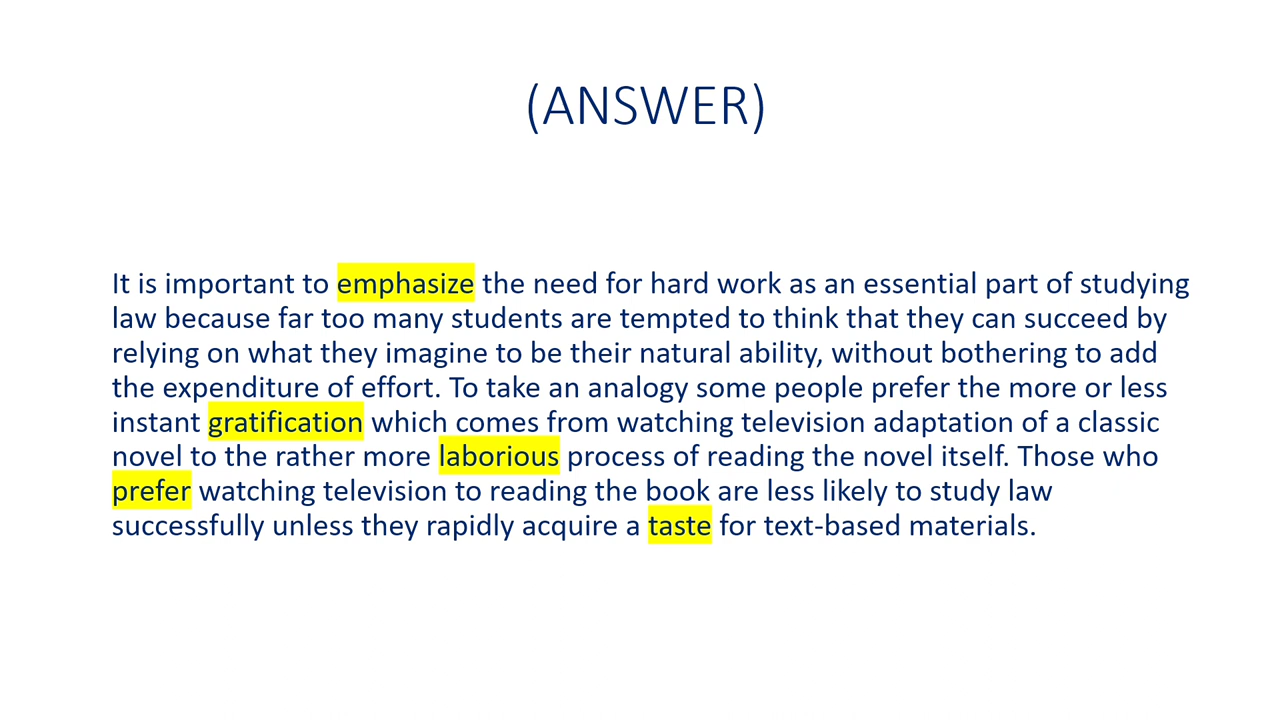 (ANSWER)
It is important to emphasize the need for hard work as an essential part of studying
law because far too many students are tempted to think that they can succeed by
relying on what they imagine to be their natural ability, without bothering to add
the expenditure of effort. To take an analogy some people prefer the more or less
instant gratification which comes from watching television adaptation of a classic
novel to the rather more laborious process of reading the novel itself. Those who
prefer watching television to reading the book are less likely to study law
successfully unless they rapidly acquire a taste for text-based materials.